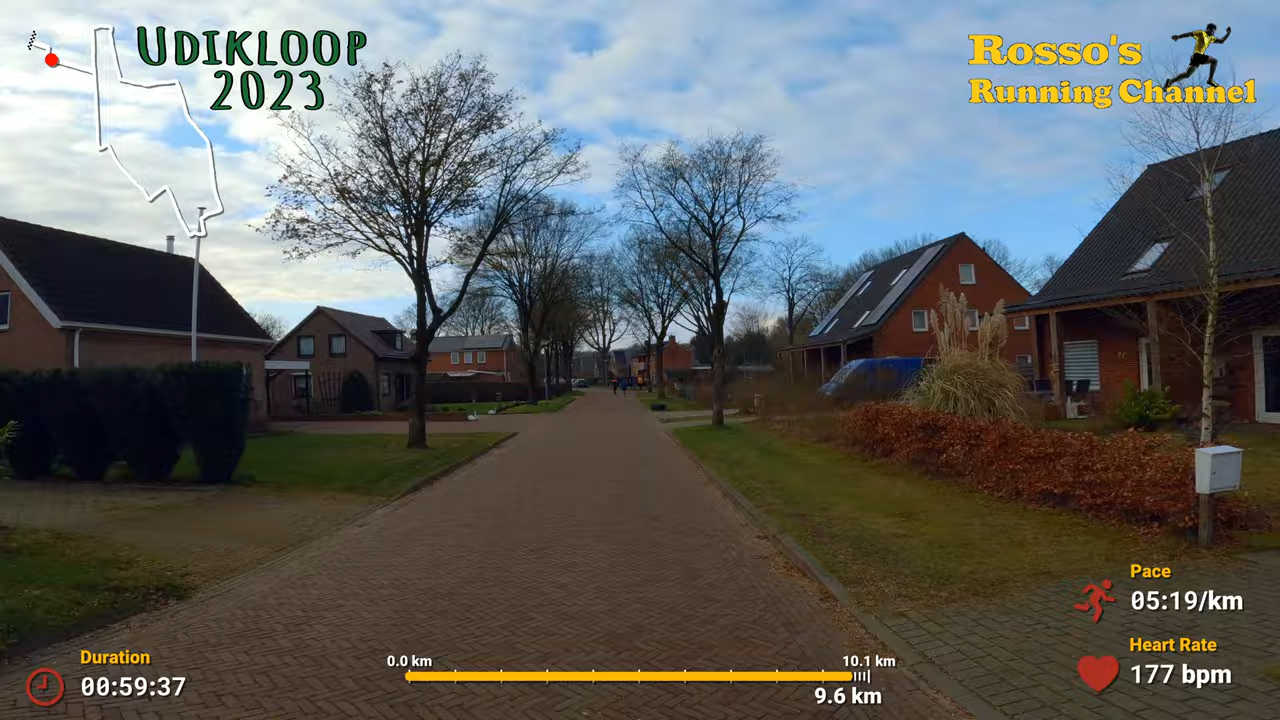 UDIKLOOP
2023
Rosso's
Running Channel
Pace
05:19/km
Heart Rate
177 bpm
Duration
00:59:37
0.0 km
10.1 km
9.6 km